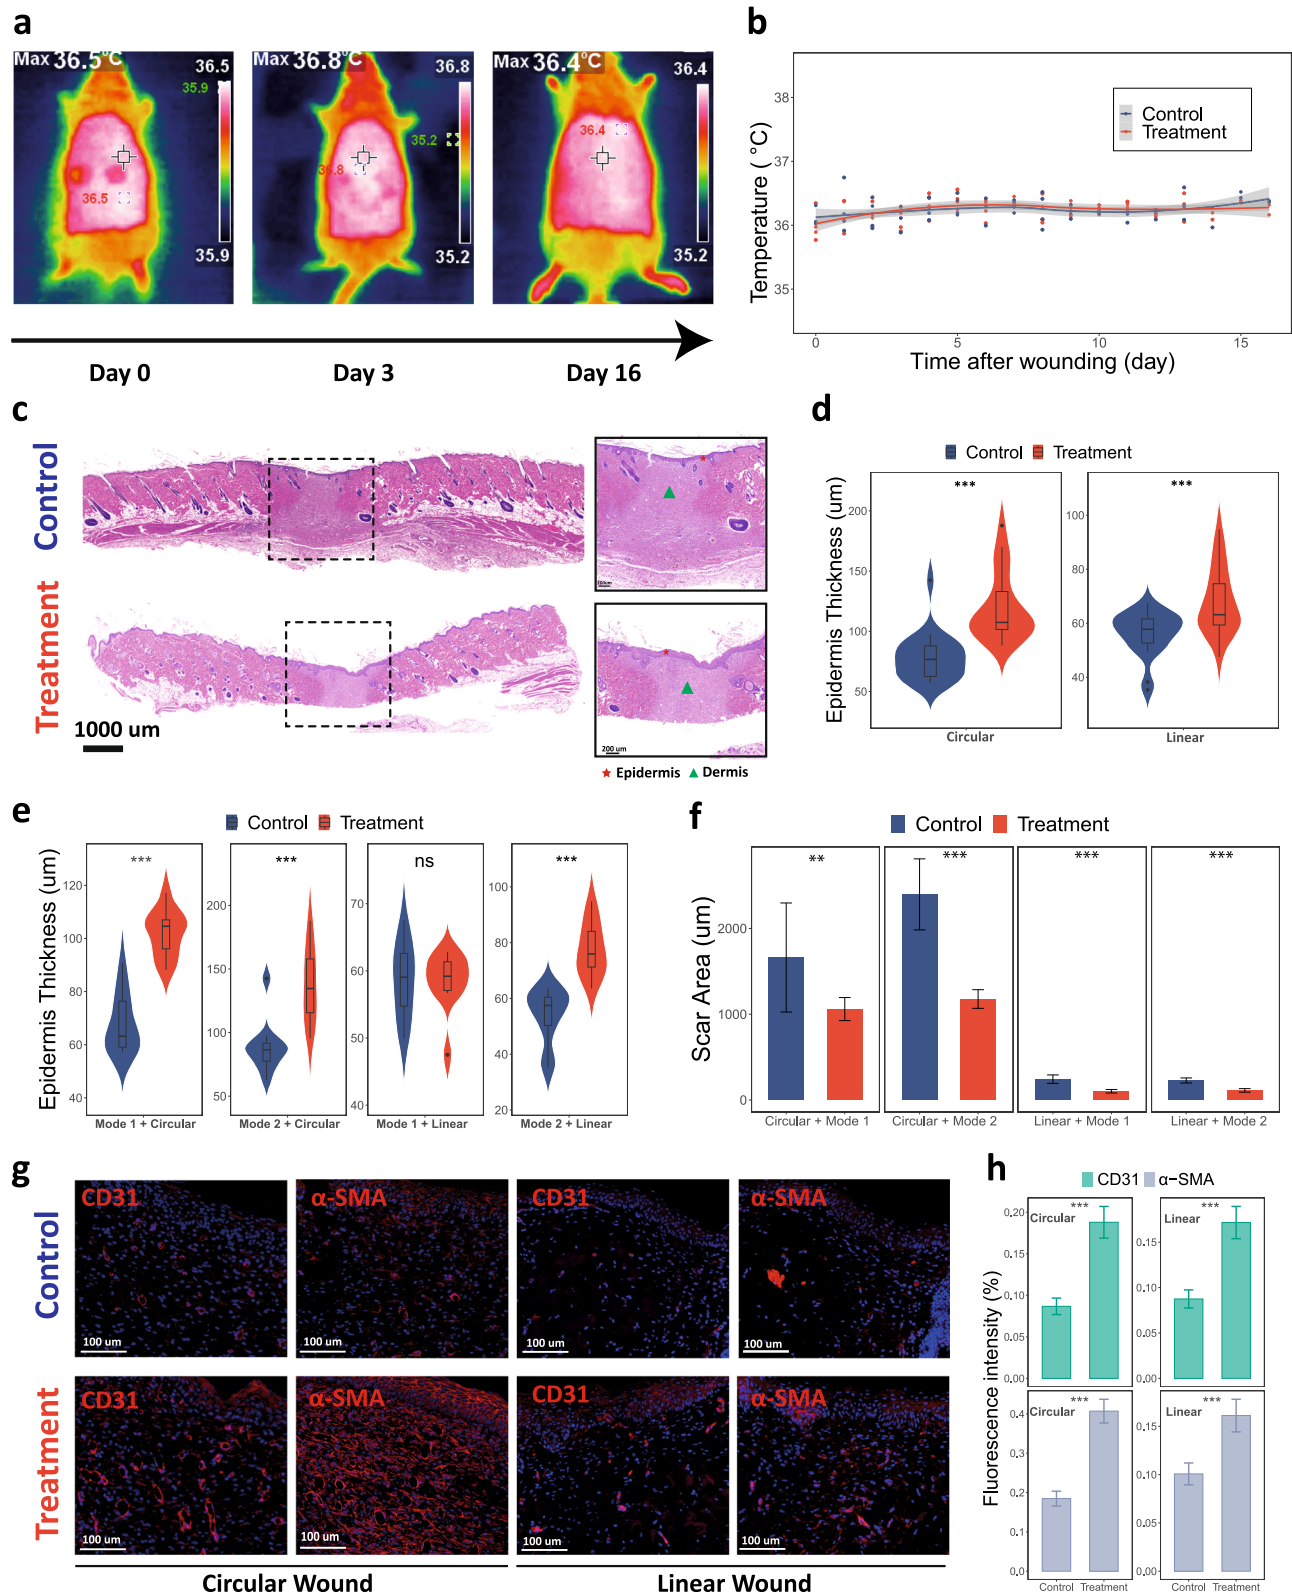 a
Max 36.5°C
36.5
35.9
36.5
35.9
Max 36.8°C
36.8
35.2
36.8
35.2
Max 36.4°C
36.4
36.4
35.2
Day 0
Day 3
Day 16
b
Control
Treatment
Temperature ( °C)
38
37
36
35
0
5
10
15
Time after wounding (day)
c
Control
Treatment
1000 um
200um
200 um
Epidermis
Dermis
d
Control
Treatment
Epidermis Thickness (um)
***
200
150
100
50
Circular
***
100
80
60
40
Linear
e
Control
Treatment
Epidermis Thickness (um)
***
120
100
80
60
40
Mode 1 + Circular
***
200
150
100
50
Mode 2 + Circular
ns
70
60
50
40
Mode 1 + Linear
***
100
80
60
40
20
Mode 2 + Linear
f
Control
Treatment
Scar Area (um)
2000
1000
0
**
***
***
***
Circular + Mode 1
Circular + Mode 2
Linear + Mode 1
Linear + Mode 2
g
Control
CD31
100 um
α-SMA
100 um
CD31
100 um
α-SMA
100 um
Treatment
CD31
100 um
α-SMA
100 um
CD31
100 um
α-SMA
100 um
Circular Wound
Linear Wound
h
CD31
α−SMA
Fluorescence intensity (%)
Circular
***
0.20
0.15
0.10
0.05
0.00
Linear
***
0.15
0.10
0.05
0.00
Circular
***
0.4
0.3
0.2
0.1
0.0
Linear
***
0.15
0.10
0.05
0.00
Control
Treatment
Control
Treatment